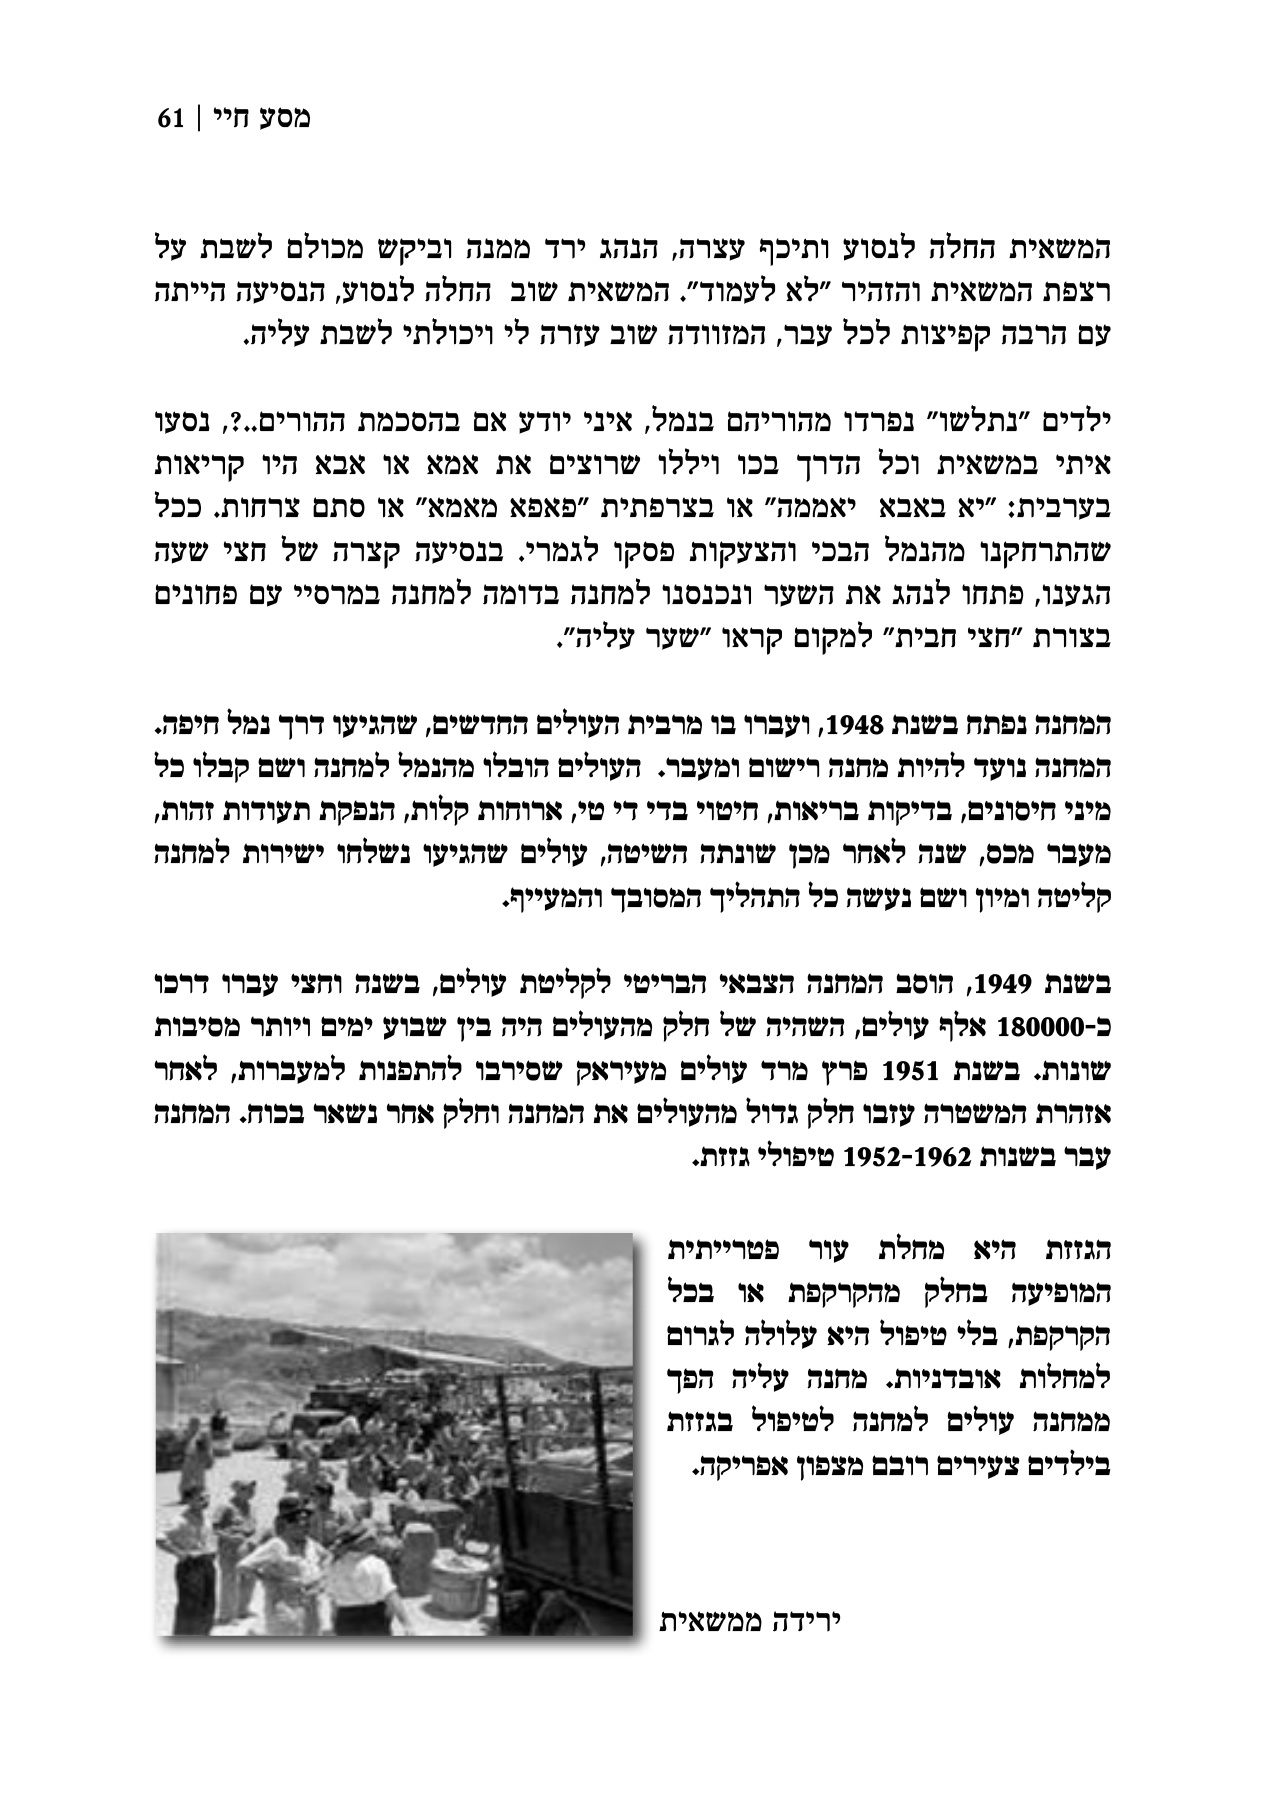 מסע חיי | 61
המשאית החלה לנסוע ותיכף עצרה, הנהג ירד ממנה וביקש מכולם לשבת על
רצפת המשאית והזהיר "לא לעמוד". המשאית שוב החלה לנסוע, הנסיעה הייתה
עם הרבה קפיצות לכל עבר, המזוודה שוב עזרה לי ויכולתי לשבת עליה.
ילדים "נתלשו" נפרדו מהוריהם בנמל, איני יודע אם בהסכמת ההורים..?, נסעו
איתי במשאית וכל הדרך בכו ויללו שרוצים את אמא או אבא היו קריאות
בערבית: "יא באבא יאממה" או בצרפתית "פאפא מאמא" או סתם צרחות. ככל
שהתרחקנו מהנמל הבכי והצעקות פסקו לגמרי. בנסיעה קצרה של חצי שעה
הגענו, פתחו לנהג את השער ונכנסנו למחנה בדומה למחנה במרסיי עם פחונים
בצורת "חצי חבית" למקום קראו "שער עליה".
המחנה נפתח בשנת 1948, ועברו בו מרבית העולים החדשים, שהגיעו דרך נמל חיפה.
המחנה נועד להיות מחנה רישום ומעבר. העולים הובלו מהנמל למחנה ושם קבלו כל
מיני חיסונים, בדיקות בריאות, חיטוי בדי די טי, ארוחות קלות, הנפקת תעודות זהות,
מעבר מכס, שנה לאחר מכן שונתה השיטה, עולים שהגיעו נשלחו ישירות למחנה
קליטה ומיון ושם נעשה כל התהליך המסובך והמעייף.
בשנת 1949, הוסב המחנה הצבאי הבריטי לקליטת עולים, בשנה וחצי עברו דרכו
כ-180000 אלף עולים, השהיה של חלק מהעולים היה בין שבוע ימים ויותר מסיבות
שונות. בשנת 1951 פרץ מרד עולים מעיראק שסירבו להתפנות למעברות, לאחר
אזהרת המשטרה עזבו חלק גדול מהעולים את המחנה וחלק אחר נשאר בכוח. המחנה
עבר בשנות 1952-1962 טיפולי גזזת.
הגזזת היא מחלת עור פטרייתית
המופיעה בחלק מהקרקפת או בכל
הקרקפת, בלי טיפול היא עלולה לגרום
למחלות אובדניות. מחנה עליה הפך
ממחנה עולים למחנה לטיפול בגזזת
בילדים צעירים רובם מצפון אפריקה.
ירידה ממשאית